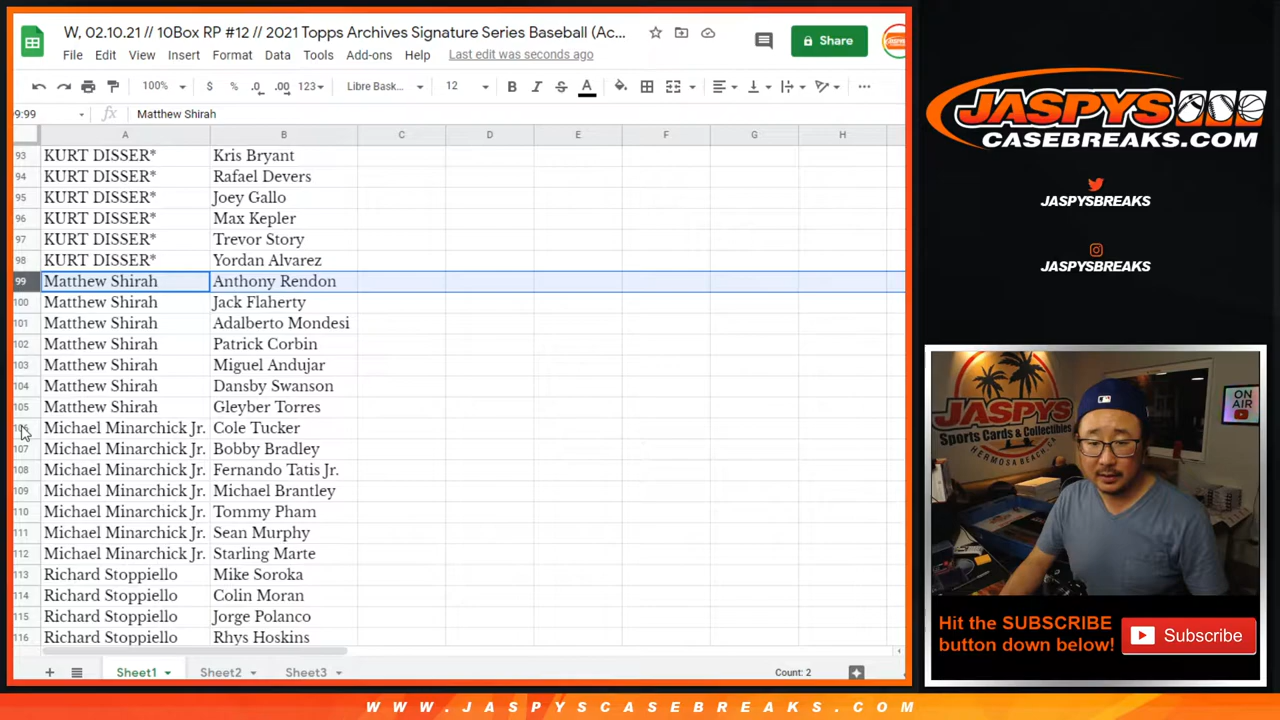 W, 02.10.21 // 10Box RP #12 // 2021 Topps Archives Signature Series Baseball (Ac...
File Edit View Insert Format Data Tools Add-ons Help Last edit was seconds ago
Share
100% $ % .0 .00 123 Libre Bask... 12 B I S A
9:99 fx Matthew Shirah
A B C D E F G H
93 KURT DISSER* Kris Bryant
94 KURT DISSER* Rafael Devers
95 KURT DISSER* Joey Gallo
96 KURT DISSER* Max Kepler
97 KURT DISSER* Trevor Story
98 KURT DISSER* Yordan Alvarez
99 Matthew Shirah Anthony Rendon
100 Matthew Shirah Jack Flaherty
101 Matthew Shirah Adalberto Mondesi
102 Matthew Shirah Patrick Corbin
103 Matthew Shirah Miguel Andujar
104 Matthew Shirah Dansby Swanson
105 Matthew Shirah Gleyber Torres
Michael Minarchick Jr. Cole Tucker
107 Michael Minarchick Jr. Bobby Bradley
108 Michael Minarchick Jr. Fernando Tatis Jr.
109 Michael Minarchick Jr. Michael Brantley
110 Michael Minarchick Jr. Tommy Pham
111 Michael Minarchick Jr. Sean Murphy
112 Michael Minarchick Jr. Starling Marte
113 Richard Stoppiello Mike Soroka
114 Richard Stoppiello Colin Moran
115 Richard Stoppiello Jorge Polanco
116 Richard Stoppiello Rhys Hoskins
Sheet1 Sheet2 Sheet3 Count: 2
JASPYS
CASEBREAKS.COM
JASPYSBREAKS
JASPYSBREAKS
JASPYS
Sports Cards & Collectibles
HERMOSA BEACH, CA
ON
AIR
Hit the SUBSCRIBE
button down below!
Subscribe
WWW.JASPYSCASEBREAKS.COM